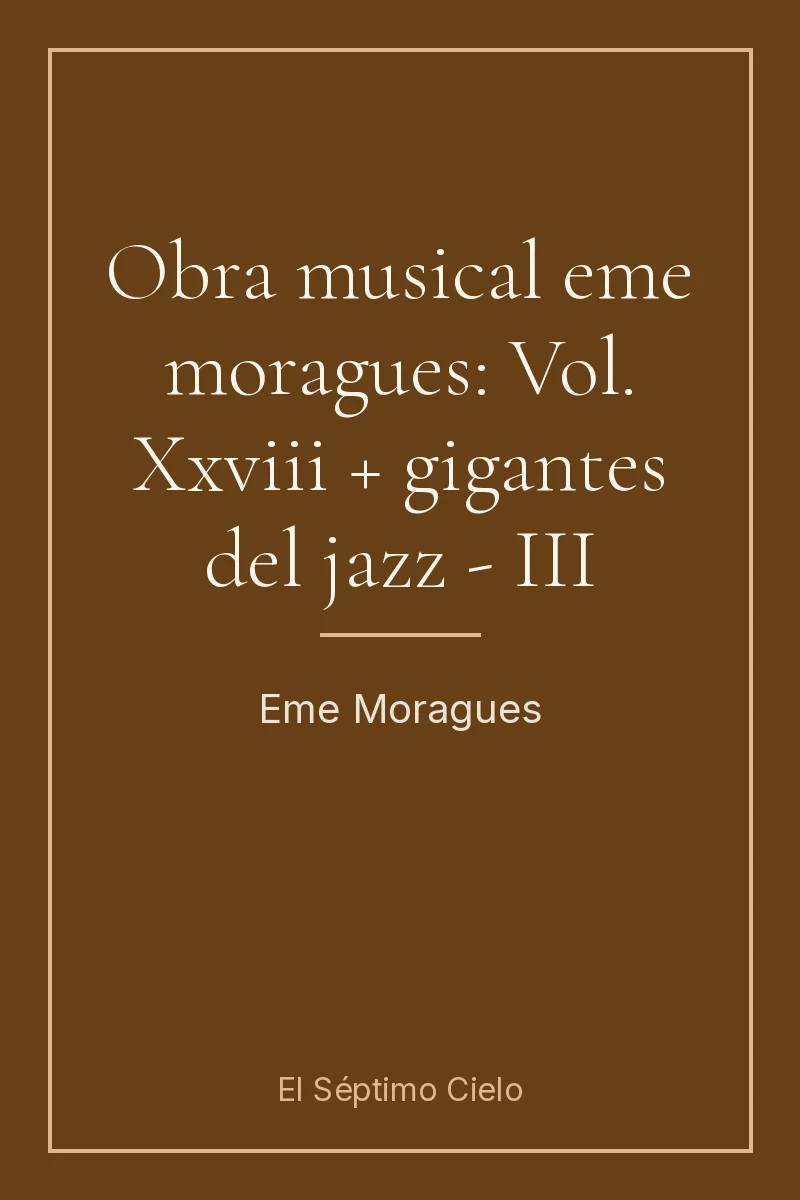 Obra musical eme
moragues: Vol.
Xxviii + gigantes
del jazz - III
Eme Moragues
El Séptimo Cielo